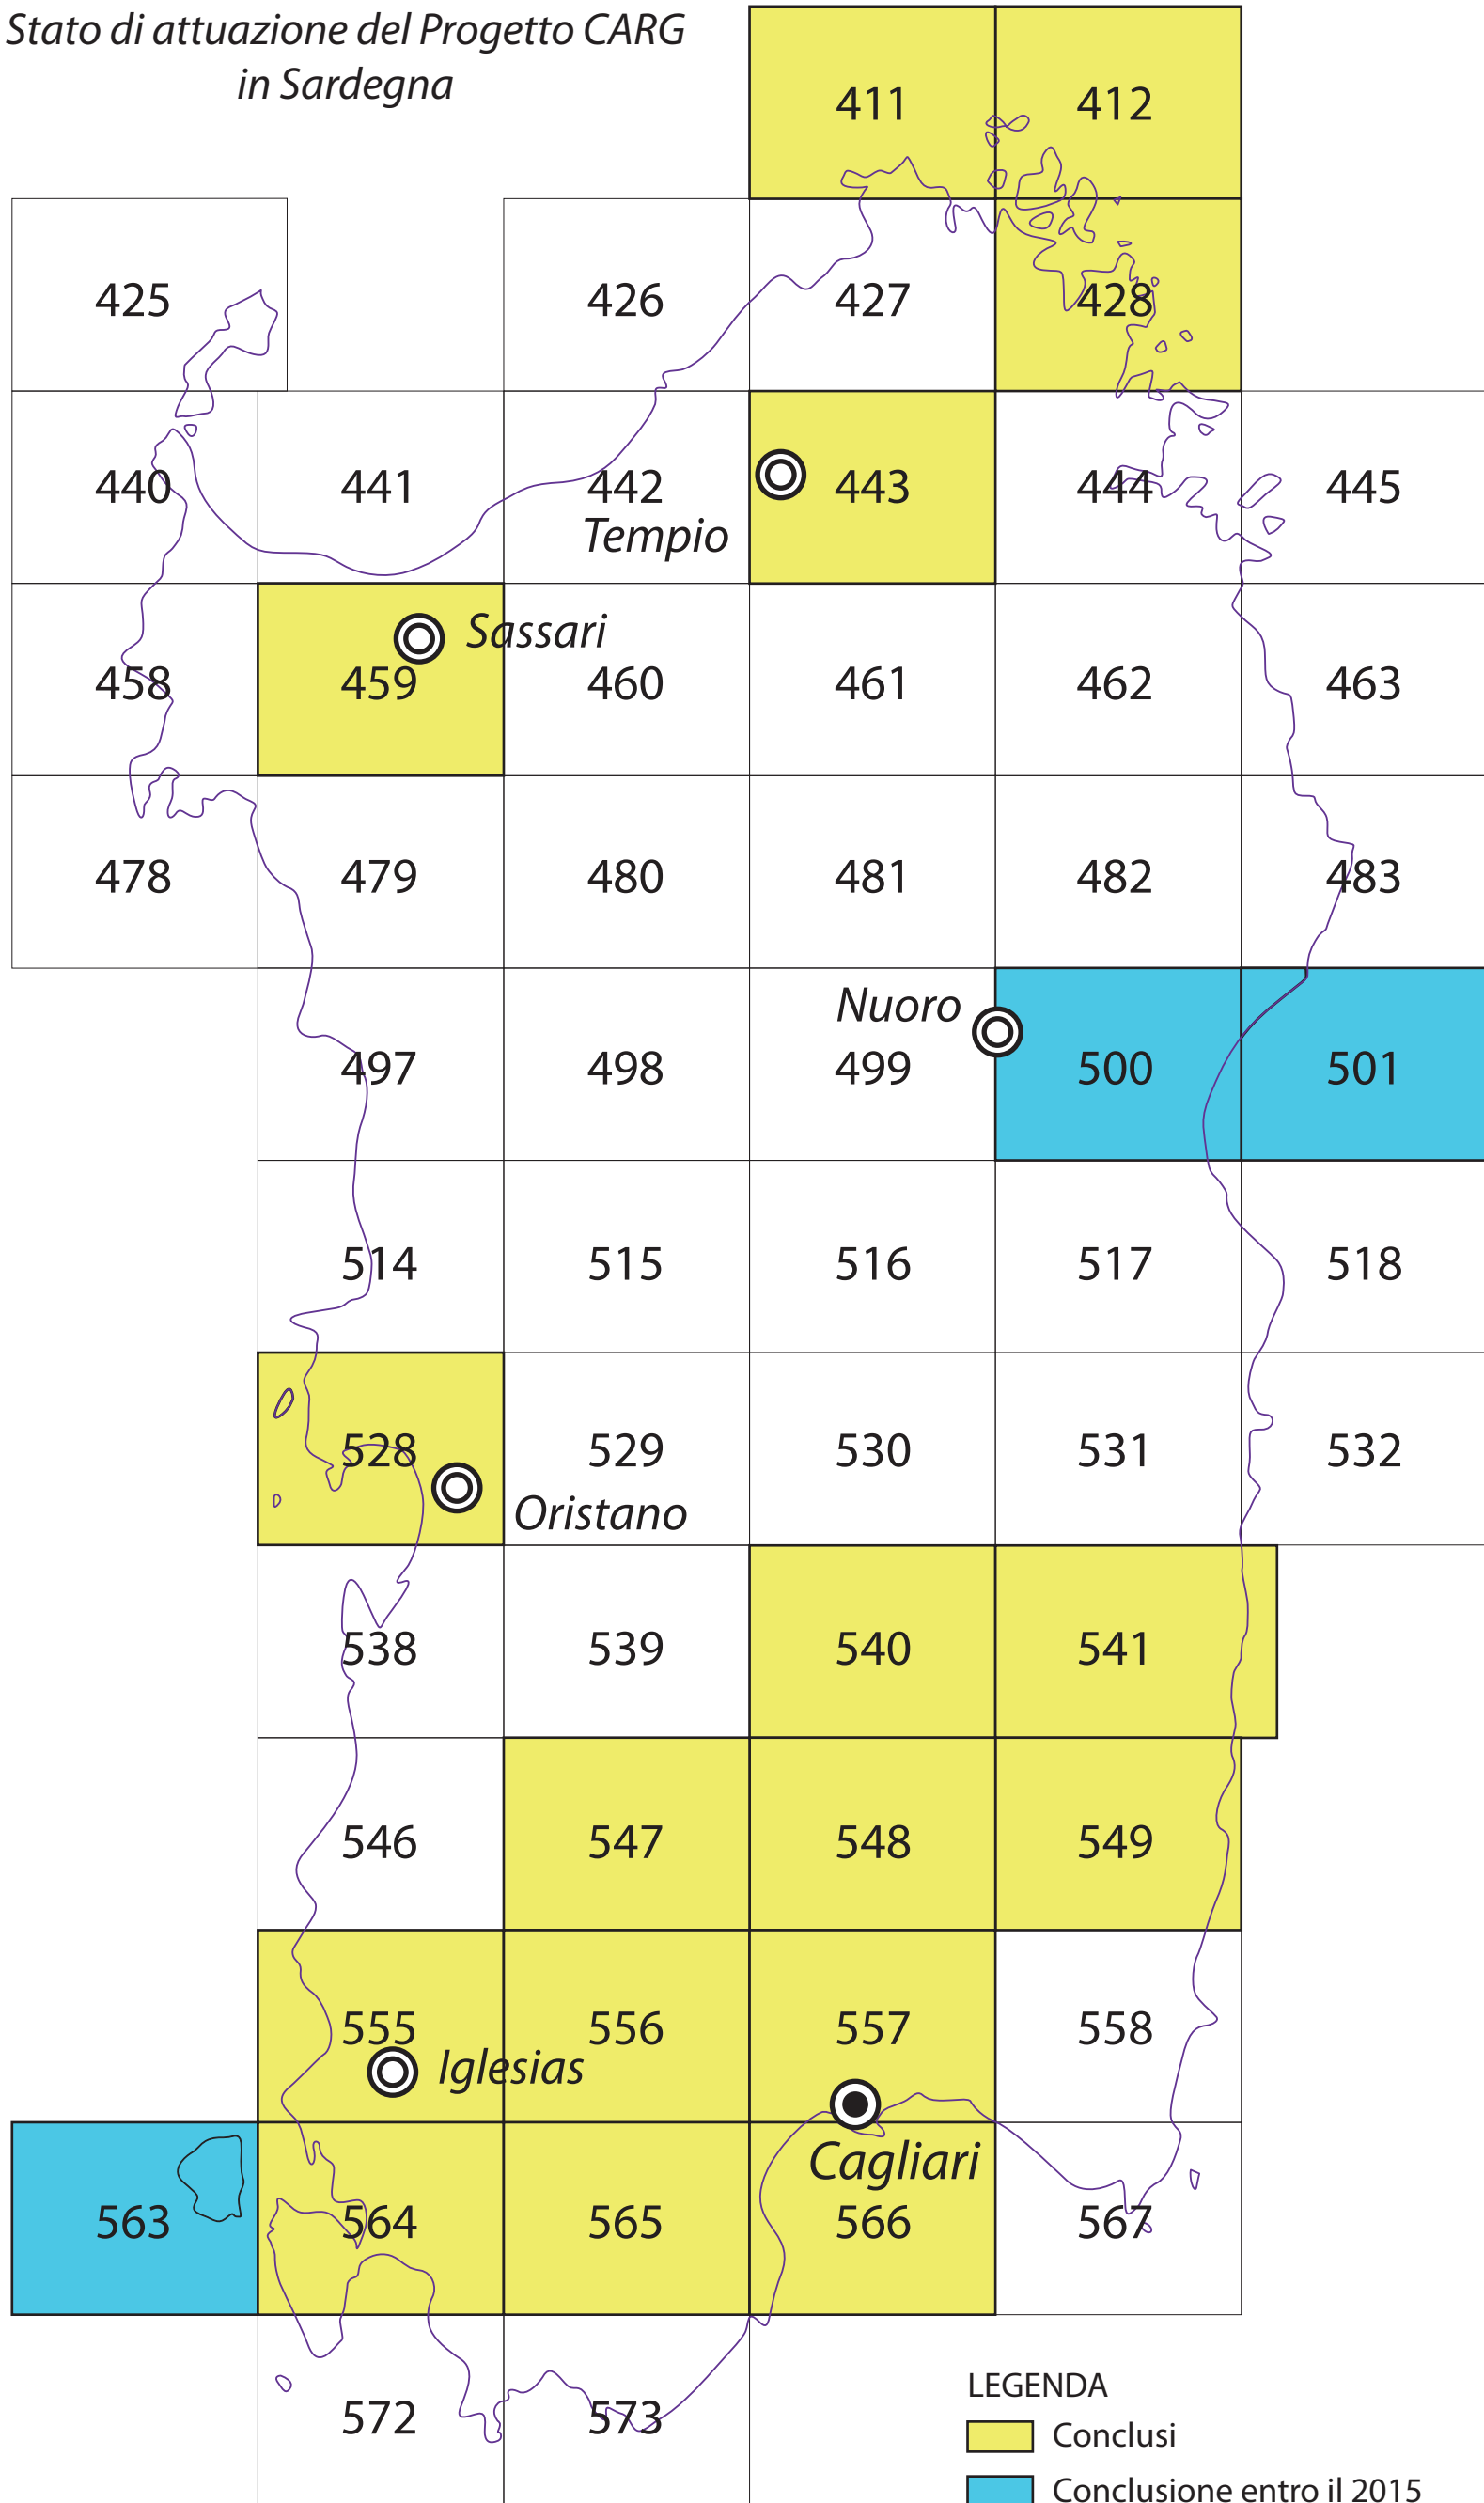 Stato di attuazione del Progetto CARG
in Sardegna
411 412
425 426 427 428
440 441 442 443 444 445
Tempio
Sassari
458 459 460 461 462 463
478 479 480 481 482 483
Nuoro
497 498 499 500 501
514 515 516 517 518
528 529 530 531 532
Oristano
538 539 540 541
546 547 548 549
555 556 557 558
Iglesias
Cagliari
563 564 565 566 567
572 573
LEGENDA
Conclusi
Conclusione entro il 2015